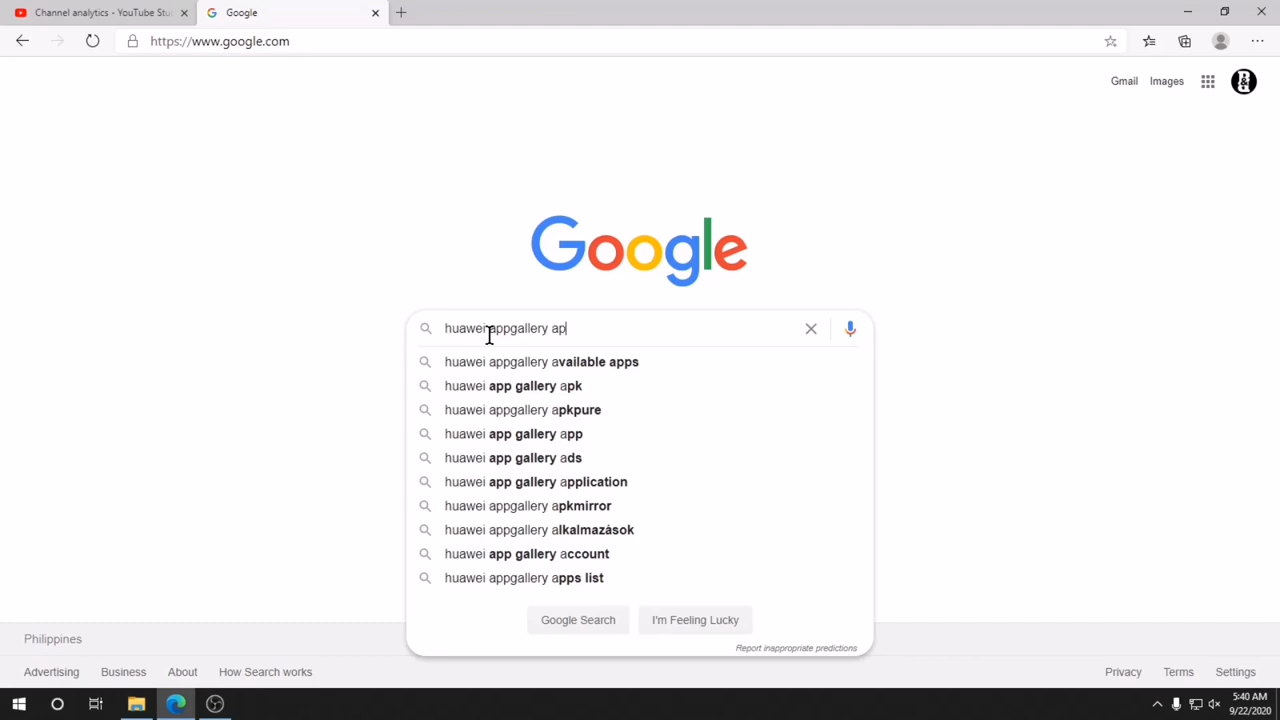 Channel analytics - YouTube Stu
Google
https://www.google.com
Gmail Images
Google
huawei appgallery ap
huawei appgallery available apps
huawei app gallery apk
huawei appgallery apkpure
huawei app gallery app
huawei app gallery ads
huawei app gallery application
huawei appgallery apkmirror
huawei appgallery alkalmazások
huawei app gallery account
huawei appgallery apps list
Google Search I'm Feeling Lucky
Report inappropriate predictions
Philippines
Advertising Business About How Search works Privacy Terms Settings
5:40 AM
9/22/2020